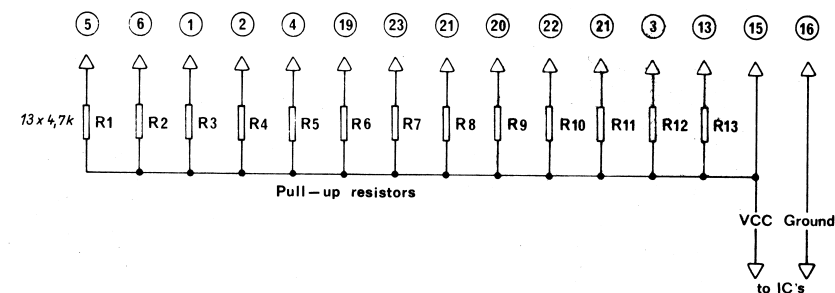 5 6 1 2 4 19 23 21 20 22 21 3 13 15 16
13 x 4,7k R1 R2 R3 R4 R5 R6 R7 R8 R9 R10 R11 R12 R13
Pull-up resistors
VCC Ground
to IC's